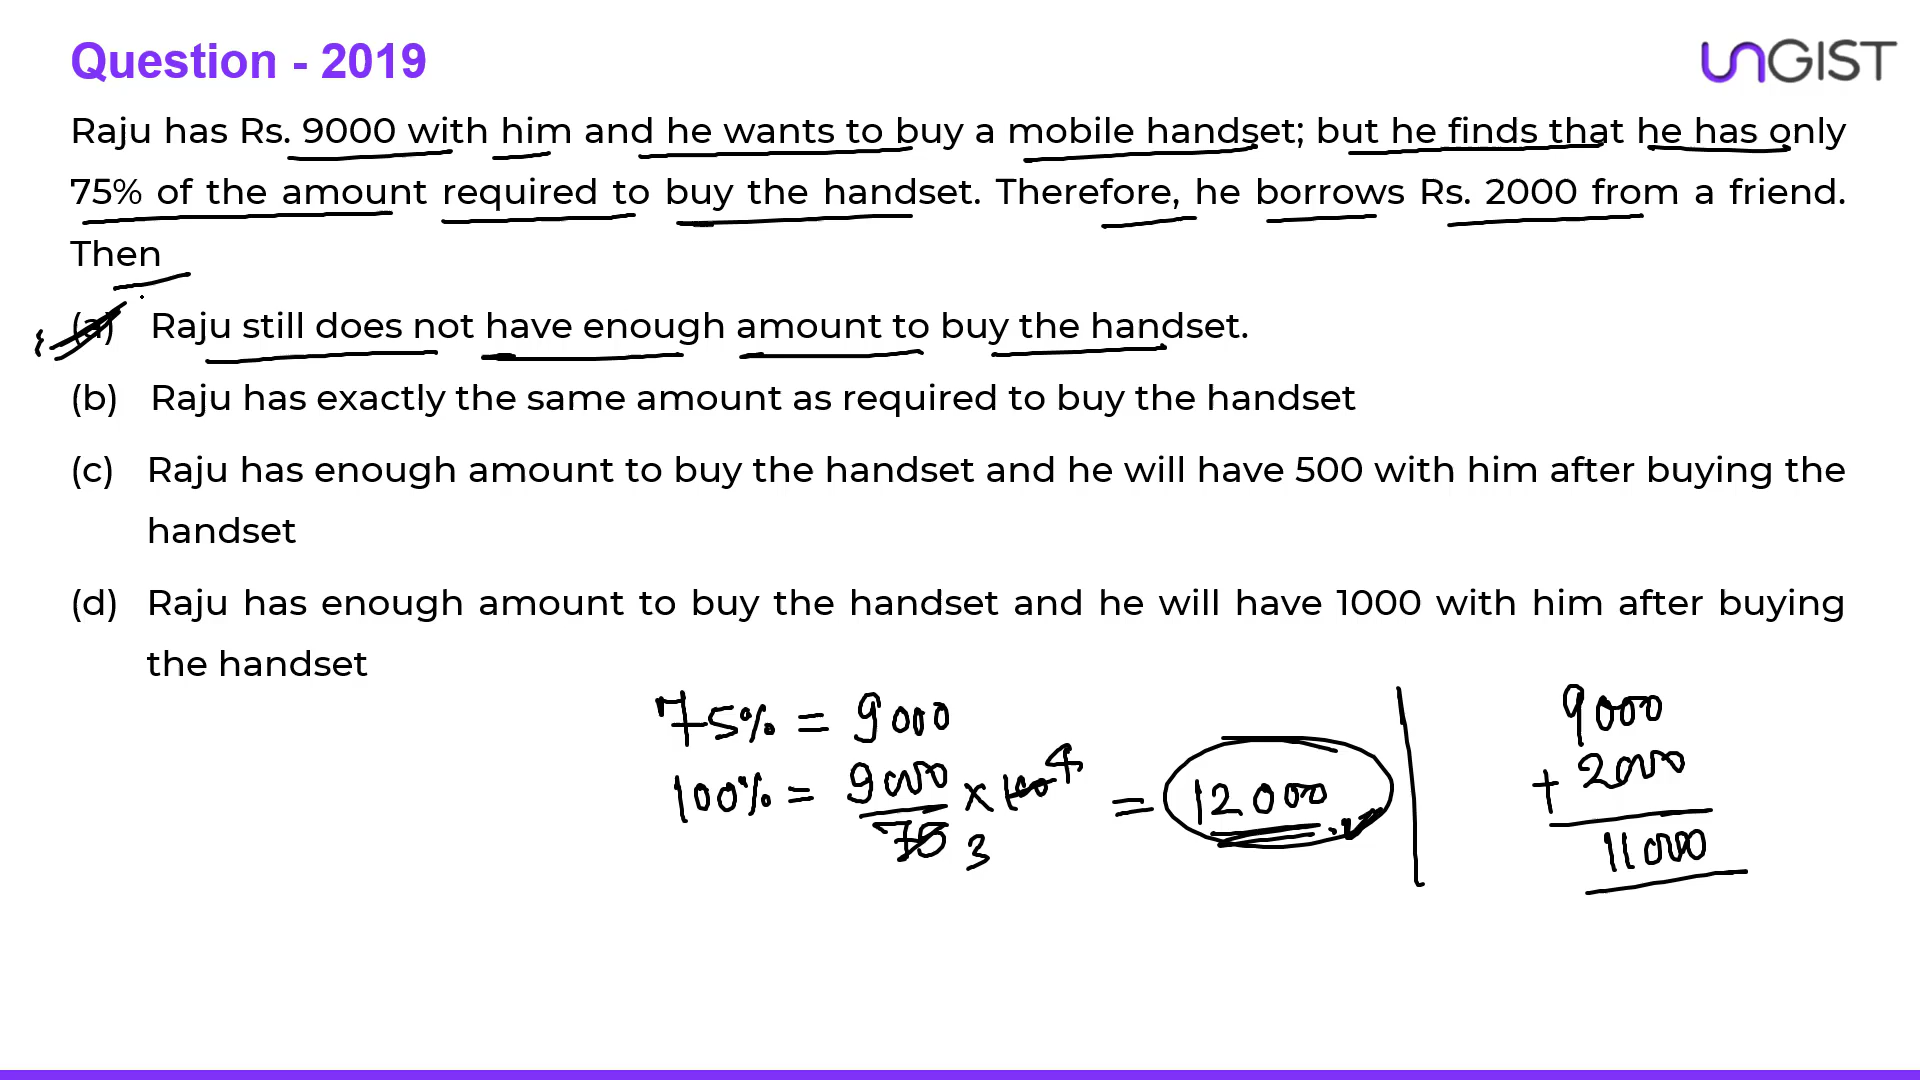 Question - 2019
UNGIST
Raju has Rs. 9000 with him and he wants to buy a mobile handset; but he finds that he has only
75% of the amount required to buy the handset. Therefore, he borrows Rs. 2000 from a friend.
Then
(a) Raju still does not have enough amount to buy the handset.
(b) Raju has exactly the same amount as required to buy the handset
(c) Raju has enough amount to buy the handset and he will have 500 with him after buying the
handset
(d) Raju has enough amount to buy the handset and he will have 1000 with him after buying
the handset
75% = 9000
100% = 9000 × 100 4 = 12000
75 3
9000
+ 2000
11000